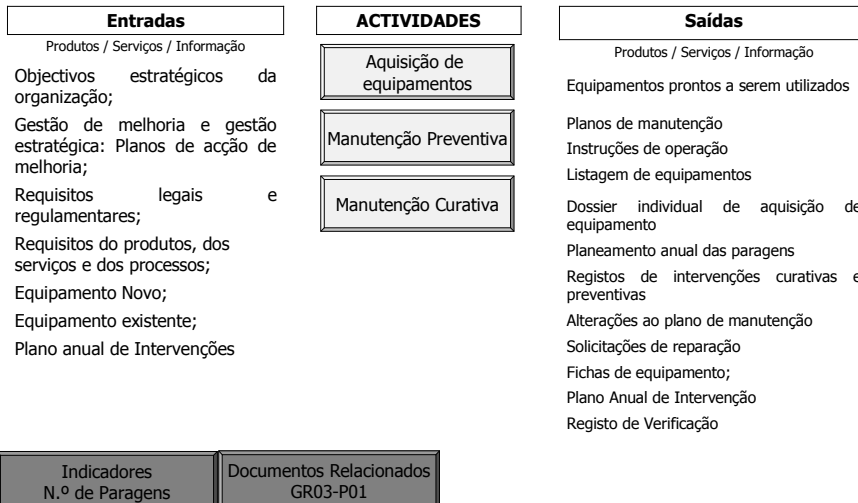 Entradas
Produtos / Serviços / Informação
Objectivos estratégicos da
organização;
Gestão de melhoria e gestão
estratégica: Planos de acção de
melhoria;
Requisitos legais e
regulamentares;
Requisitos do produtos, dos
serviços e dos processos;
Equipamento Novo;
Equipamento existente;
Plano anual de Intervenções
ACTIVIDADES
Aquisição de
equipamentos
Manutenção Preventiva
Manutenção Curativa
Saídas
Produtos / Serviços / Informação
Equipamentos prontos a serem utilizados
Planos de manutenção
Instruções de operação
Listagem de equipamentos
Dossier individual de aquisição de
equipamento
Planeamento anual das paragens
Registos de intervenções curativas e
preventivas
Alterações ao plano de manutenção
Solicitações de reparação
Fichas de equipamento;
Plano Anual de Intervenção
Registo de Verificação
Indicadores
N.º de Paragens
Documentos Relacionados
GR03-P01